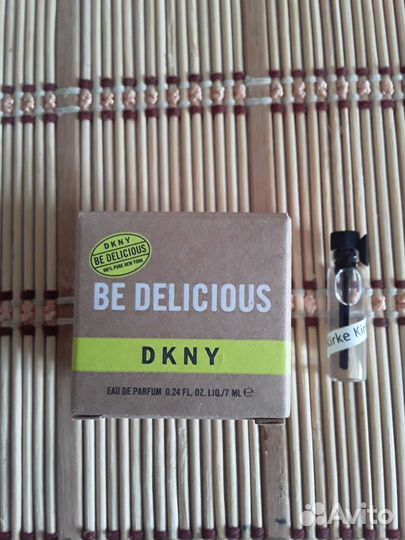 DKNY
BE DELICIOUS
100% PURE NEW YORK
BE DELICIOUS
DKNY
EAU DE PARFUM 0.24 FL. OZ. LIQ./7 ML ℮
Kirke Kir
Avito